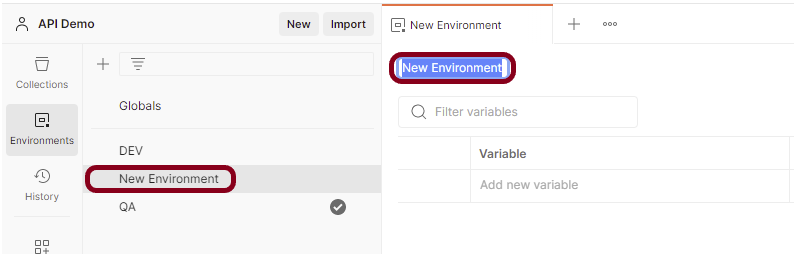 API Demo
New
Import
New Environment
Collections
Environments
History
Globals
DEV
New Environment
QA
New Environment
Filter variables
Variable
Add new variable